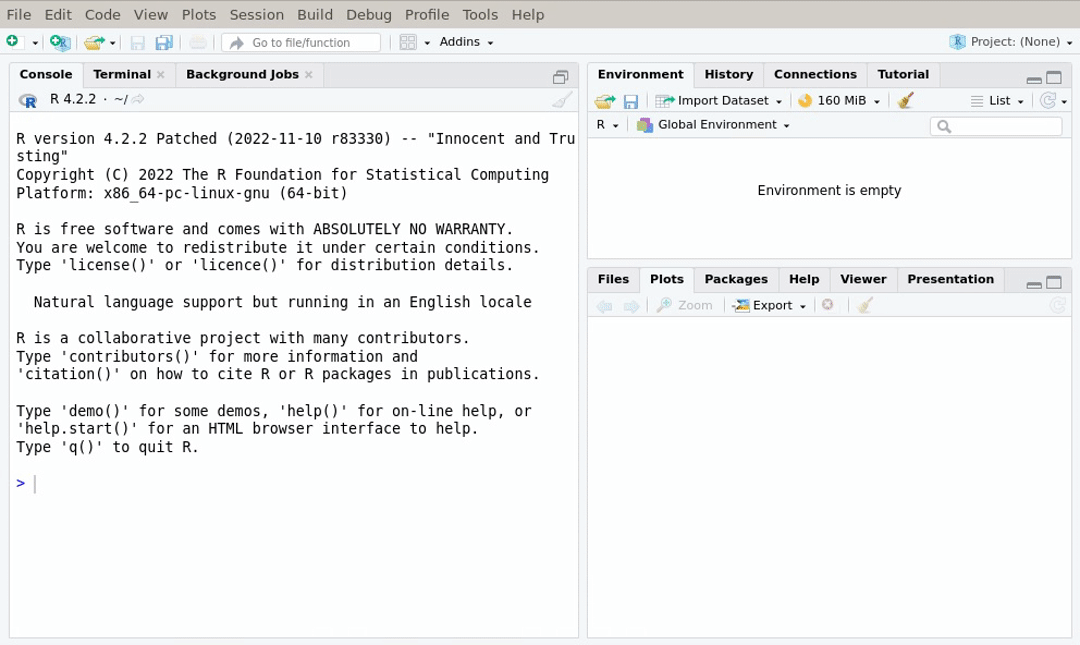 File Edit Code View Plots Session Build Debug Profile Tools Help
Go to file/function Addins Project: (None)
Console Terminal Background Jobs
R 4.2.2 · ~/
R version 4.2.2 Patched (2022-11-10 r83330) -- "Innocent and Tru
sting"
Copyright (C) 2022 The R Foundation for Statistical Computing
Platform: x86_64-pc-linux-gnu (64-bit)
R is free software and comes with ABSOLUTELY NO WARRANTY.
You are welcome to redistribute it under certain conditions.
Type 'license()' or 'licence()' for distribution details.
Natural language support but running in an English locale
R is a collaborative project with many contributors.
Type 'contributors()' for more information and
'citation()' on how to cite R or R packages in publications.
Type 'demo()' for some demos, 'help()' for on-line help, or
'help.start()' for an HTML browser interface to help.
Type 'q()' to quit R.
>
Environment History Connections Tutorial
Import Dataset 160 MiB List
R Global Environment
Environment is empty
Files Plots Packages Help Viewer Presentation
Zoom Export